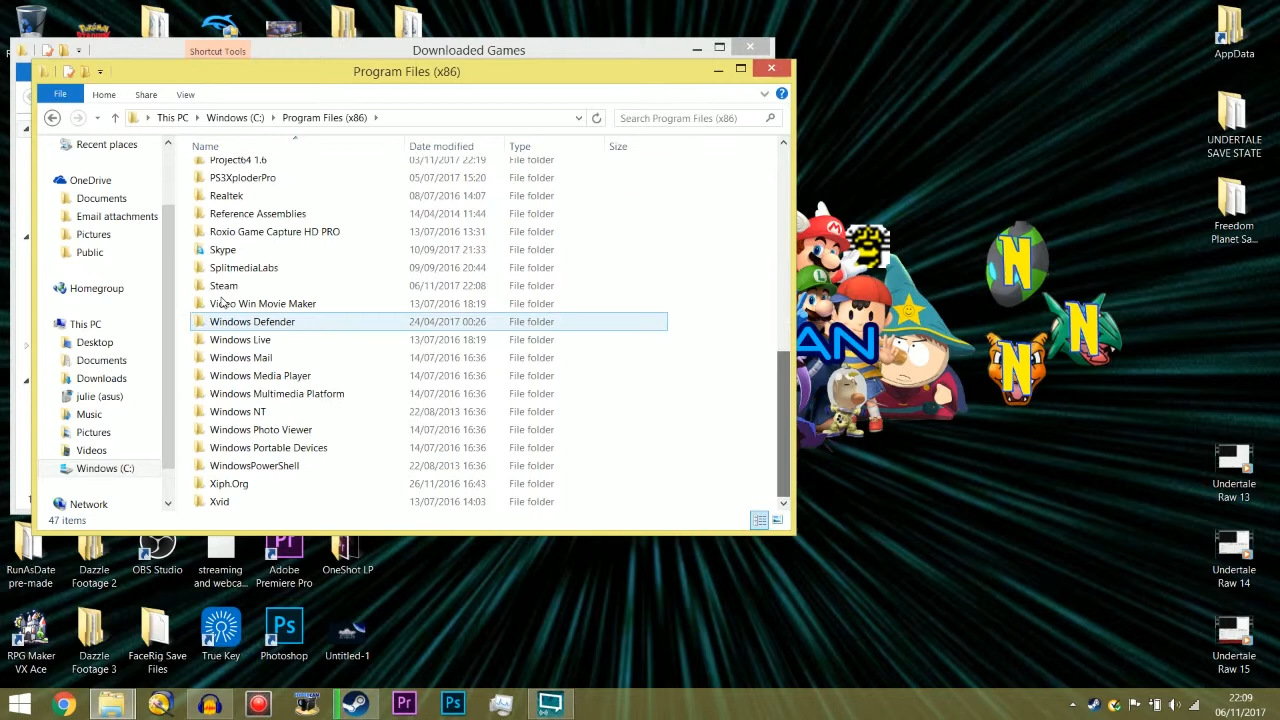 Shortcut Tools
Downloaded Games
Program Files (x86)
File
Home
Share
View
This PC
Windows (C:)
Program Files (x86)
Search Program Files (x86)
Name
Date modified
Type
Size
Recent places
OneDrive
Documents
Email attachments
Pictures
Public
Homegroup
This PC
Desktop
Documents
Downloads
julie (asus)
Music
Pictures
Videos
Windows (C:)
Network
Project64 1.6 03/11/2017 22:19 File folder
PS3XploderPro 05/07/2017 15:20 File folder
Realtek 08/07/2016 14:07 File folder
Reference Assemblies 14/04/2014 11:44 File folder
Roxio Game Capture HD PRO 13/07/2016 13:31 File folder
Skype 10/09/2017 21:33 File folder
SplitmediaLabs 09/09/2016 20:44 File folder
Steam 06/11/2017 22:08 File folder
Video Win Movie Maker 13/07/2016 18:19 File folder
Windows Defender 24/04/2017 00:26 File folder
Windows Live 13/07/2016 18:19 File folder
Windows Mail 14/07/2016 16:36 File folder
Windows Media Player 14/07/2016 16:36 File folder
Windows Multimedia Platform 14/07/2016 16:36 File folder
Windows NT 22/08/2013 16:36 File folder
Windows Photo Viewer 14/07/2016 16:36 File folder
Windows Portable Devices 14/07/2016 16:36 File folder
WindowsPowerShell 22/08/2013 16:36 File folder
Xiph.Org 26/11/2016 16:43 File folder
Xvid 13/07/2016 14:03 File folder
47 items
AppData
UNDERTALE
SAVE STATE
Freedom
Planet Sa...
AN
N
N
N
Undertale
Raw 13
Undertale
Raw 14
Undertale
Raw 15
RunAsDate
pre-made
Dazzle
Footage 2
OBS Studio
streaming
and webca...
Adobe
Premiere Pro
OneShot LP
RPG Maker
VX Ace
Dazzle
Footage 3
FaceRig Save
Files
True Key
Photoshop
Untitled-1
Pr
Ps
Pr
Ps
22:09
06/11/2017